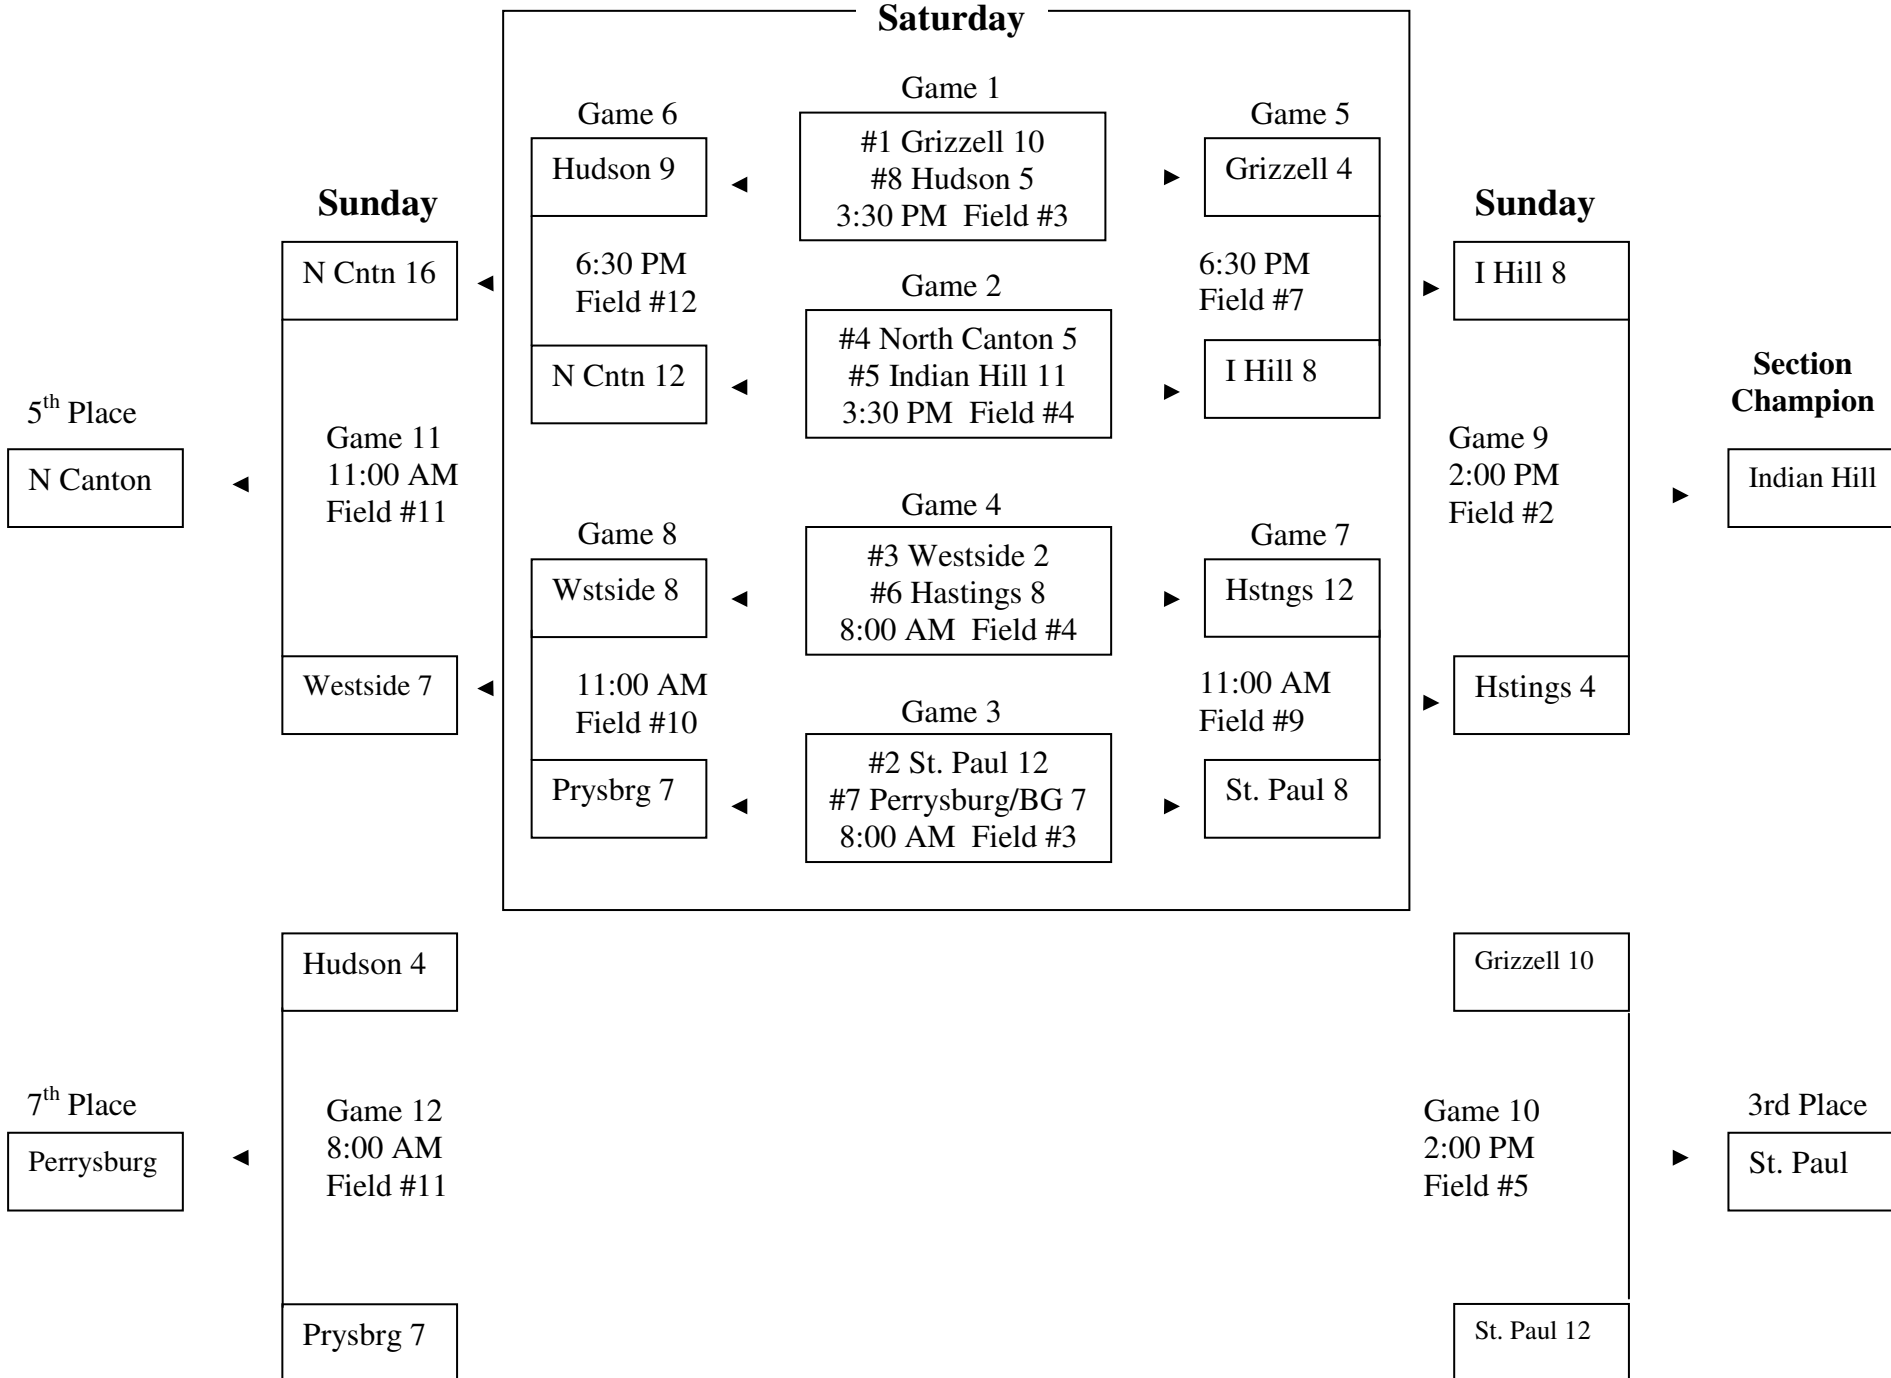 Saturday
Game 1
Game 6
Game 5
#1 Grizzell 10
#8 Hudson 5
3:30 PM  Field #3
Hudson 9
Grizzell 4
Sunday
Sunday
N Cntn 16
6:30 PM
Field #12
Game 2
6:30 PM
Field #7
I Hill 8
#4 North Canton 5
#5 Indian Hill 11
3:30 PM  Field #4
N Cntn 12
I Hill 8
Section
Champion
5th Place
N Canton
Game 11
11:00 AM
Field #11
Game 9
2:00 PM
Field #2
Indian Hill
Game 4
Game 8
Game 7
#3 Westside 2
#6 Hastings 8
8:00 AM  Field #4
Wstside 8
Hstngs 12
Westside 7
11:00 AM
Field #10
11:00 AM
Field #9
Hstings 4
Game 3
#2 St. Paul 12
#7 Perrysburg/BG 7
8:00 AM  Field #3
Prysbrg 7
St. Paul 8
Hudson 4
Grizzell 10
7th Place
Perrysburg
Game 12
8:00 AM
Field #11
Game 10
2:00 PM
Field #5
3rd Place
St. Paul
Prysbrg 7
St. Paul 12